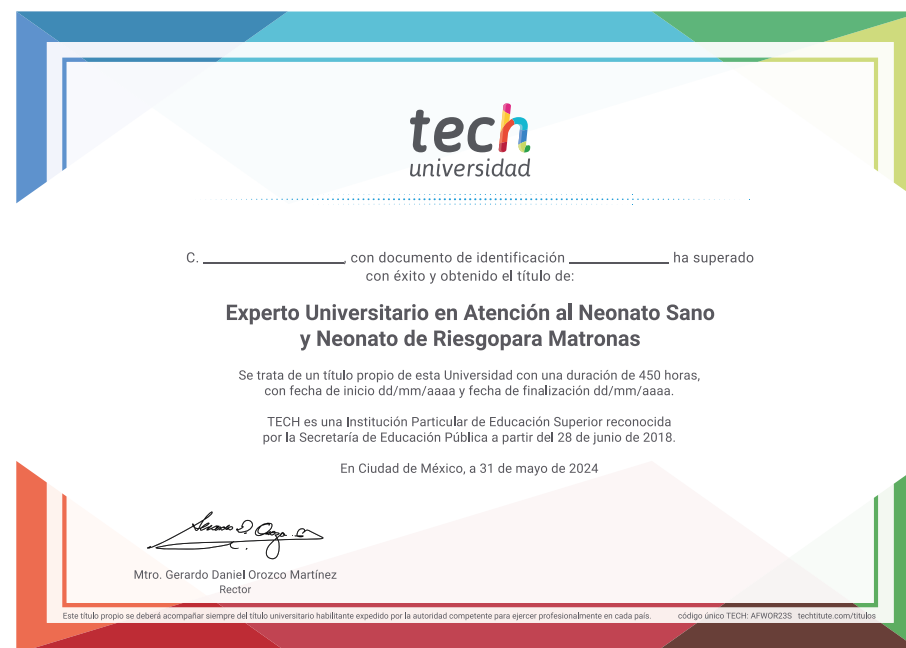 tech
universidad
C. ____________, con documento de identificación ____________ ha superado
con éxito y obtenido el título de:
Experto Universitario en Atención al Neonato Sano
y Neonato de Riesgopara Matronas
Se trata de un título propio de esta Universidad con una duración de 450 horas,
con fecha de inicio dd/mm/aaaa y fecha de finalización dd/mm/aaaa.
TECH es una Institución Particular de Educación Superior reconocida
por la Secretaría de Educación Pública a partir del 28 de junio de 2018.
En Ciudad de México, a 31 de mayo de 2024
Mtro. Gerardo Daniel Orozco Martínez
Rector
Este título propio se deberá acompañar siempre del título universitario habilitante expedido por la autoridad competente para ejercer profesionalmente en cada país. código único TECH: AFWOR23S techtitute.com/titulos